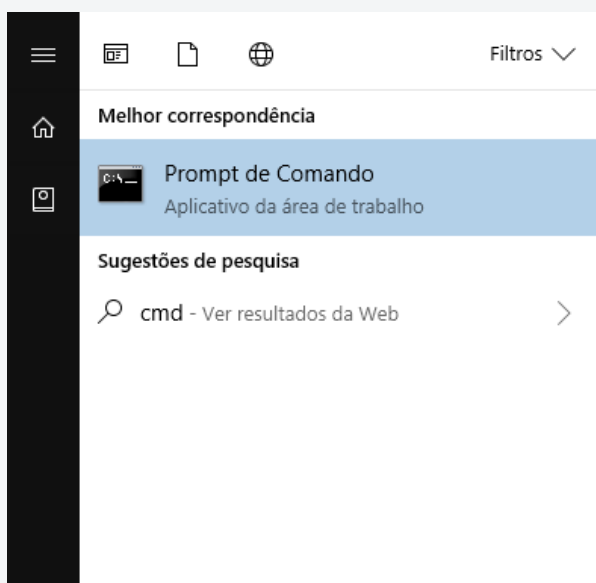 Filtros
Melhor correspondência
C:\_
Prompt de Comando
Aplicativo da área de trabalho
Sugestões de pesquisa
cmd - Ver resultados da Web